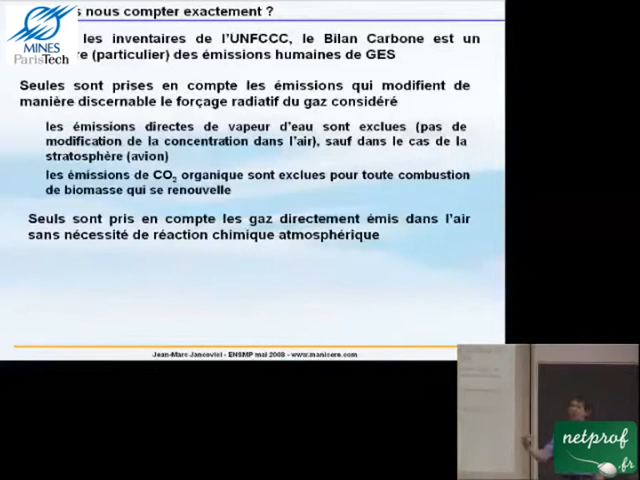 s nous compter exactement ?
MINES
ParisTech
les inventaires de l'UNFCCC, le Bilan Carbone est un
re (particulier) des émissions humaines de GES
Seules sont prises en compte les émissions qui modifient de
manière discernable le forçage radiatif du gaz considéré
les émissions directes de vapeur d'eau sont exclues (pas de
modification de la concentration dans l'air), sauf dans le cas de la
stratosphère (avion)
les émissions de CO2 organique sont exclues pour toute combustion
de biomasse qui se renouvelle
Seuls sont pris en compte les gaz directement émis dans l'air
sans nécessité de réaction chimique atmosphérique
Jean-Marc Jancovici - ENSMP mai 2008 - www.manicore.com
netprof
.fr